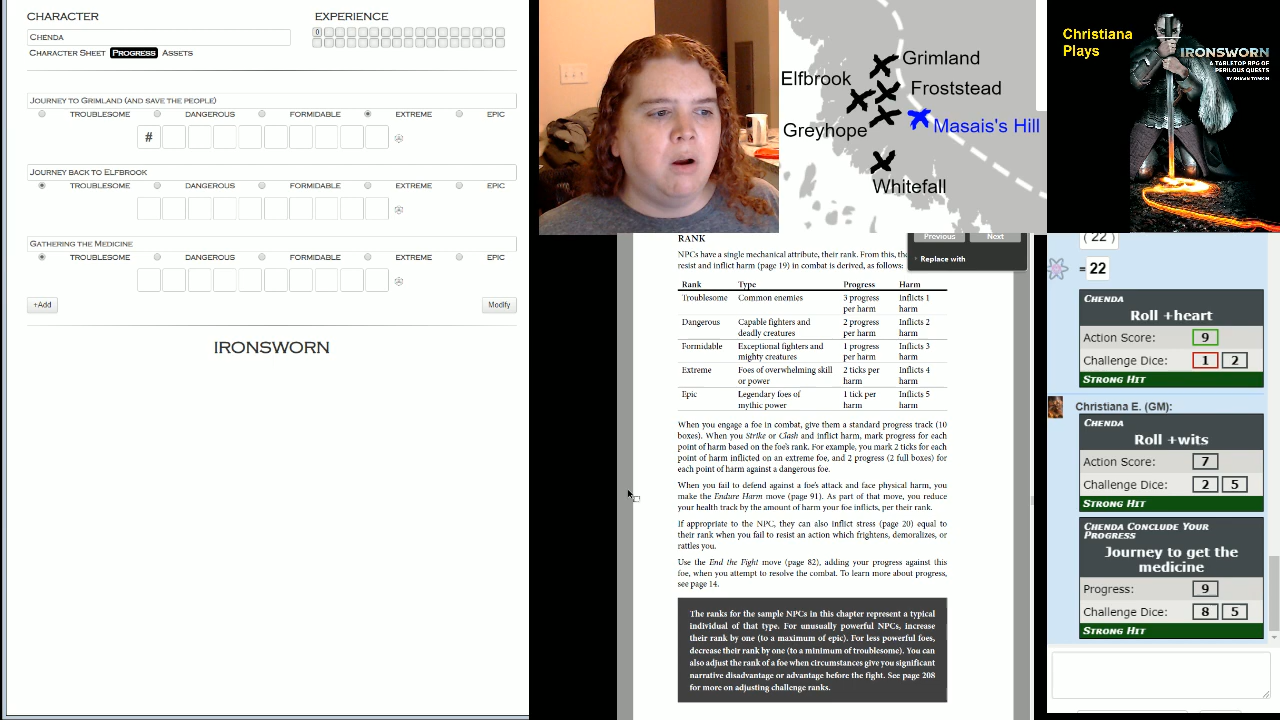 CHARACTER
EXPERIENCE
Chenda
0
Character Sheet Progress Assets
Journey to Grimland (and save the people)
Troublesome Dangerous Formidable Extreme Epic
#
Journey back to Elfbrook
Troublesome Dangerous Formidable Extreme Epic
Gathering the Medicine
Troublesome Dangerous Formidable Extreme Epic
+Add
Modify
IRONSWORN
Grimland
Elfbrook
Froststead
Masais's Hill
Greyhope
Whitefall
Christiana
Plays
IRONSWORN
A TABLETOP RPG OF
PERILOUS QUESTS
BY SHAWN TOMKIN
Previous Next
Replace with
RANK
NPCs have a single mechanical attribute, their rank. From this, the
resist and inflict harm (page 19) in combat is derived, as follows:
Rank Type Progress Harm
Troublesome Common enemies 3 progress per harm Inflicts 1 harm
Dangerous Capable fighters and deadly creatures 2 progress per harm Inflicts 2 harm
Formidable Exceptional fighters and mighty creatures 1 progress per harm Inflicts 3 harm
Extreme Foes of overwhelming skill or power 2 ticks per harm Inflicts 4 harm
Epic Legendary foes of mythic power 1 tick per harm Inflicts 5 harm
When you engage a foe in combat, give them a standard progress track (10
boxes). When you Strike or Clash and inflict harm, mark progress for each
point of harm based on the foe's rank. For example, you mark 2 ticks for each
point of harm inflicted on an extreme foe, and 2 progress (2 full boxes) for
each point of harm against a dangerous foe.
When you fail to defend against a foe's attack and face physical harm, you
make the Endure Harm move (page 91). As part of that move, you reduce
your health track by the amount of harm your foe inflicts, per their rank.
If appropriate to the NPC, they can also inflict stress (page 20) equal to
their rank when you fail to resist an action which frightens, demoralizes, or
rattles you.
Use the End the Fight move (page 82), adding your progress against this
foe, when you attempt to resolve the combat. To learn more about progress,
see page 14.
The ranks for the sample NPCs in this chapter represent a typical
individual of that type. For unusually powerful NPCs, increase
their rank by one (to a maximum of epic). For less powerful foes,
decrease their rank by one (to a minimum of troublesome). You can
also adjust the rank of a foe when circumstances give you significant
narrative disadvantage or advantage before the fight. See page 208
for more on adjusting challenge ranks.
(22)
=22
Chenda
Roll +heart
Action Score: 9
Challenge Dice: 1 2
Strong Hit
Christiana E. (GM):
Chenda
Roll +wits
Action Score: 7
Challenge Dice: 2 5
Strong Hit
Chenda Conclude Your
Progress
Journey to get the
medicine
Progress: 9
Challenge Dice: 8 5
Strong Hit